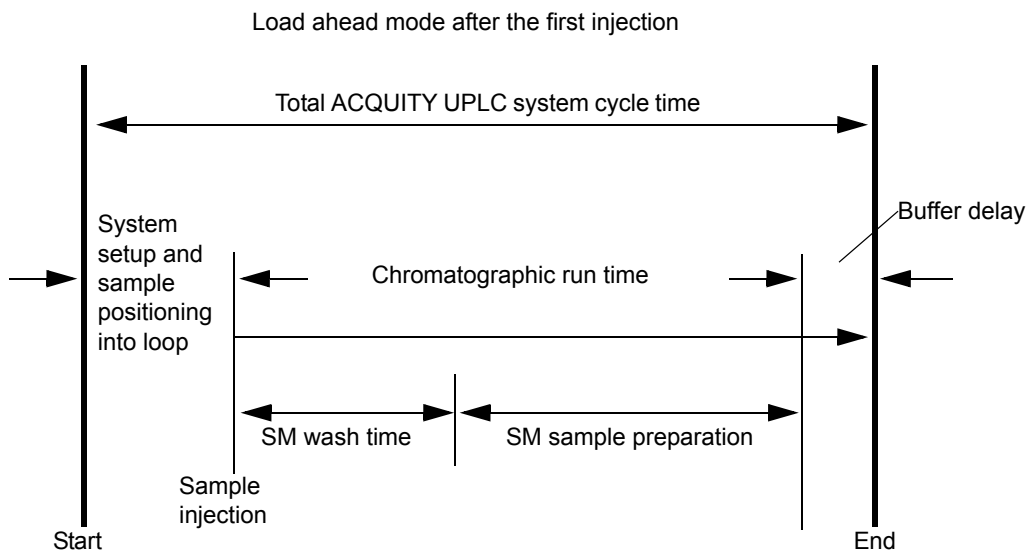 Load ahead mode after the first injection
Total ACQUITY UPLC system cycle time
Buffer delay
System
setup and
sample
positioning
into loop
Chromatographic run time
SM wash time
SM sample preparation
Sample
injection
Start
End